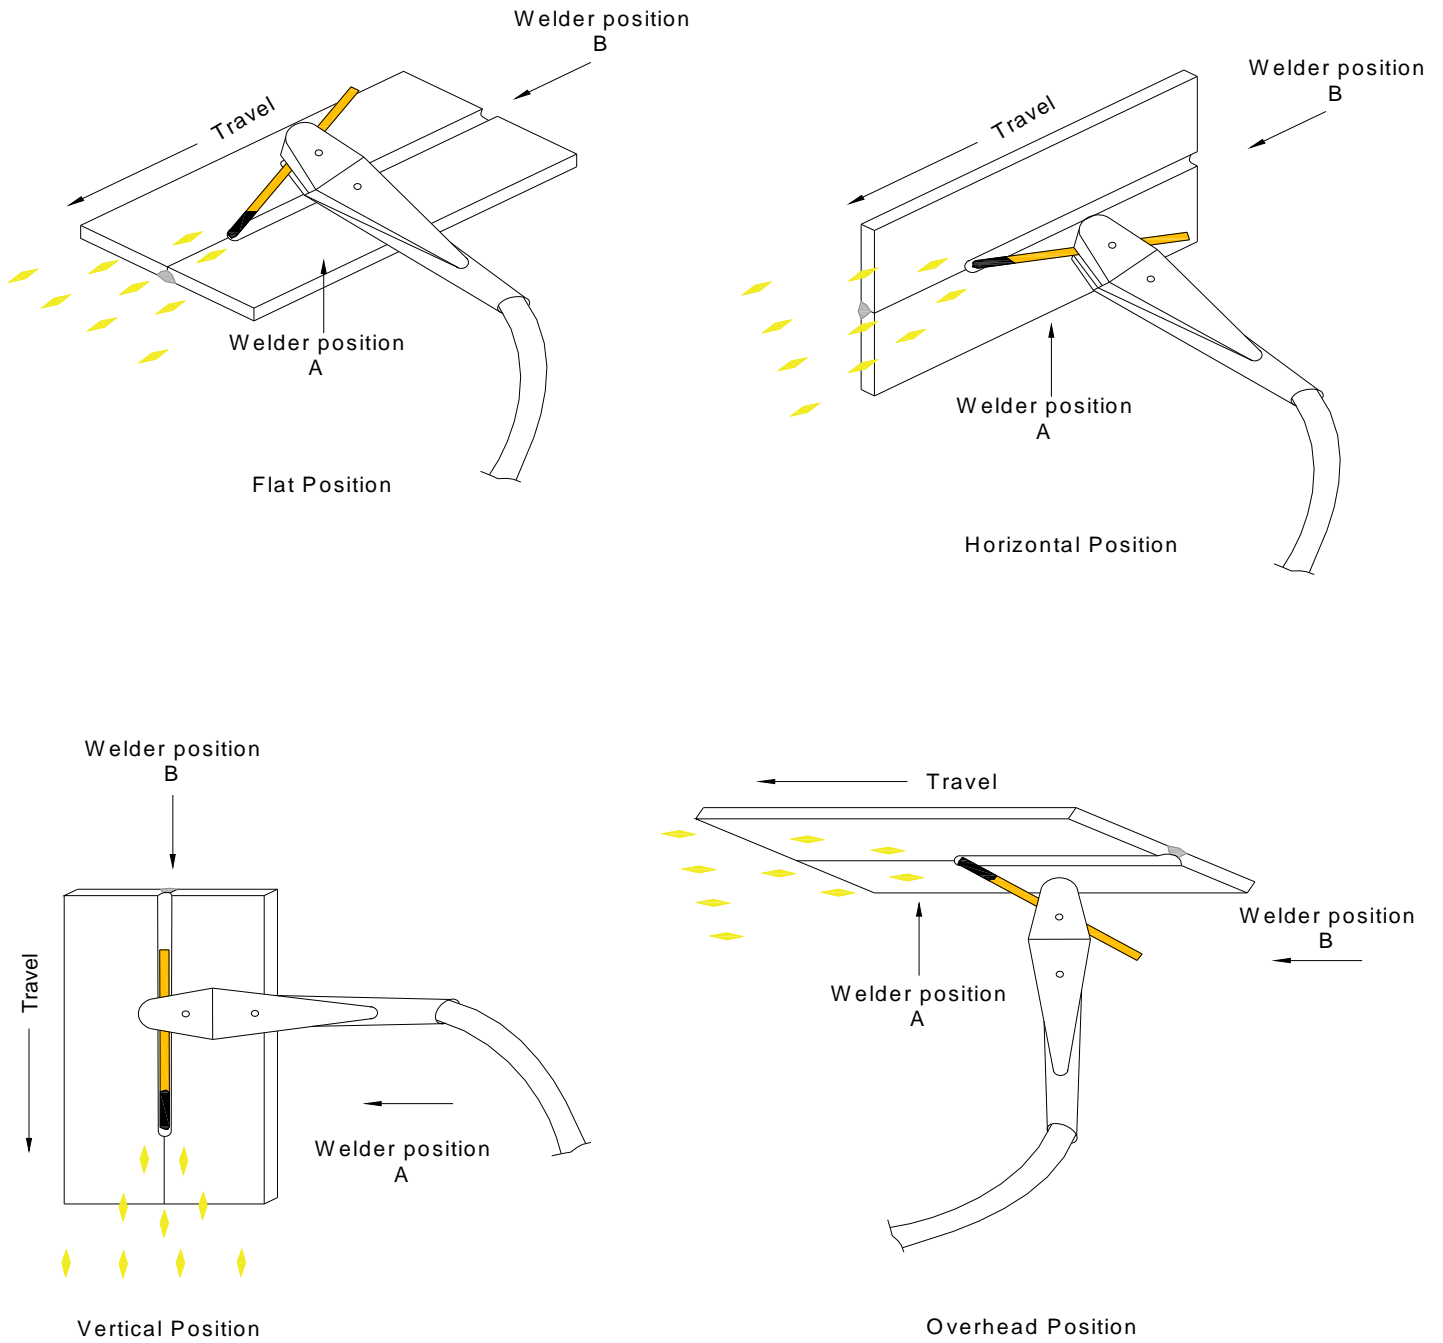 Welder position
B
Travel
Welder position
A
Flat Position
Welder position
B
Travel
Welder position
A
Horizontal Position
Welder position
B
Travel
Welder position
A
Vertical Position
Travel
Welder position
B
Welder position
A
Overhead Position